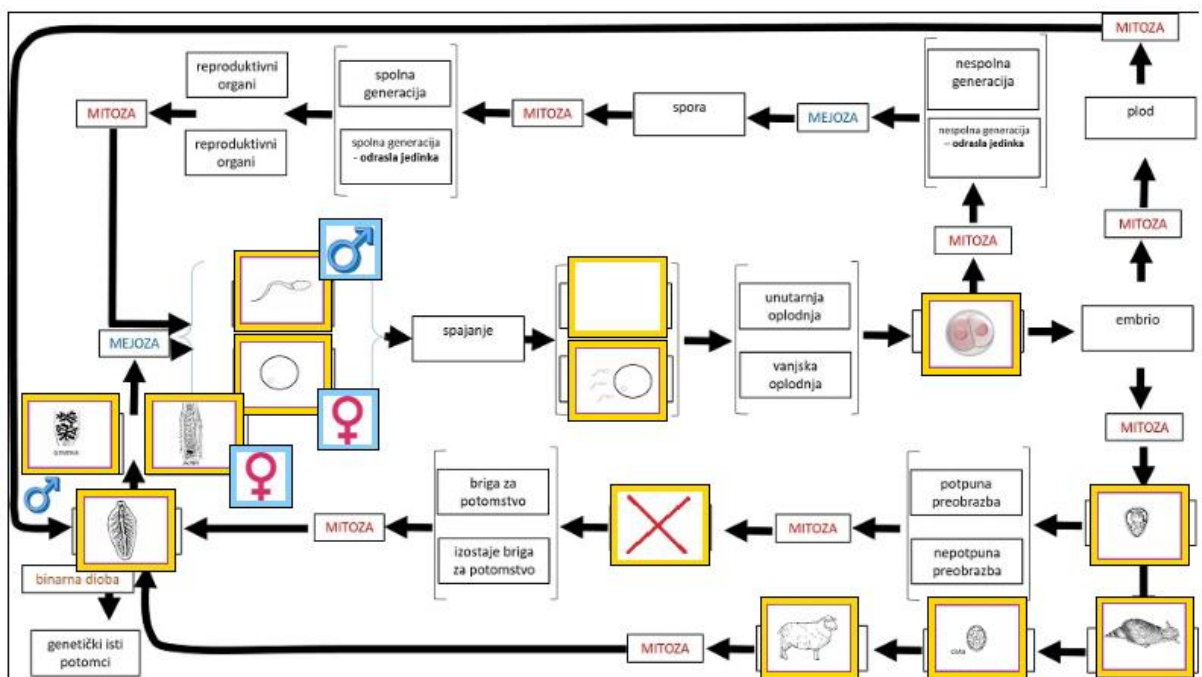 MITOZA
reproduktivni
organi
spolna
generacija
nespolna
generacija
MITOZA
MITOZA
spora
MEJOZA
plod
reproduktivni
organi
spolna generacija
- odrasla jedinka
nespolna generacija
– odrasla jedinka
MITOZA
MITOZA
unutarnja
oplodnja
MEJOZA
spajanje
embrio
vanjska
oplodnja
MITOZA
briga za
potomstvo
potpuna
preobrazba
MITOZA
MITOZA
izostaje briga
za potomstvo
nepotpuna
preobrazba
binarna dioba
genetički isti
potomci
MITOZA